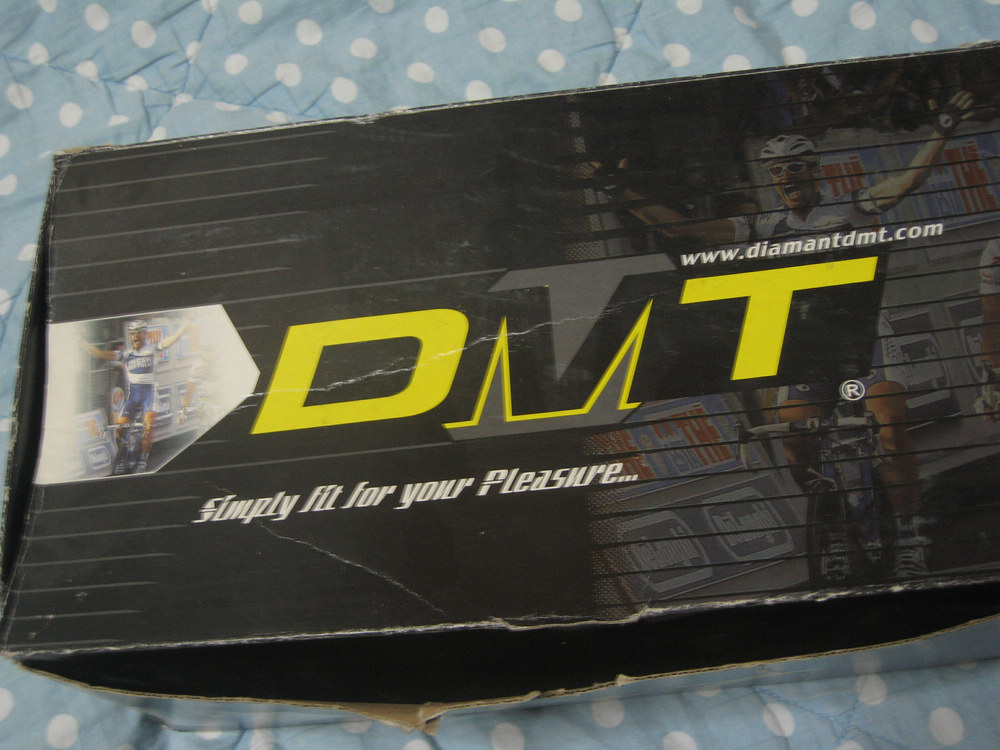 www.diamantdmt.com
DMT®
Simply fit for your Pleasure...